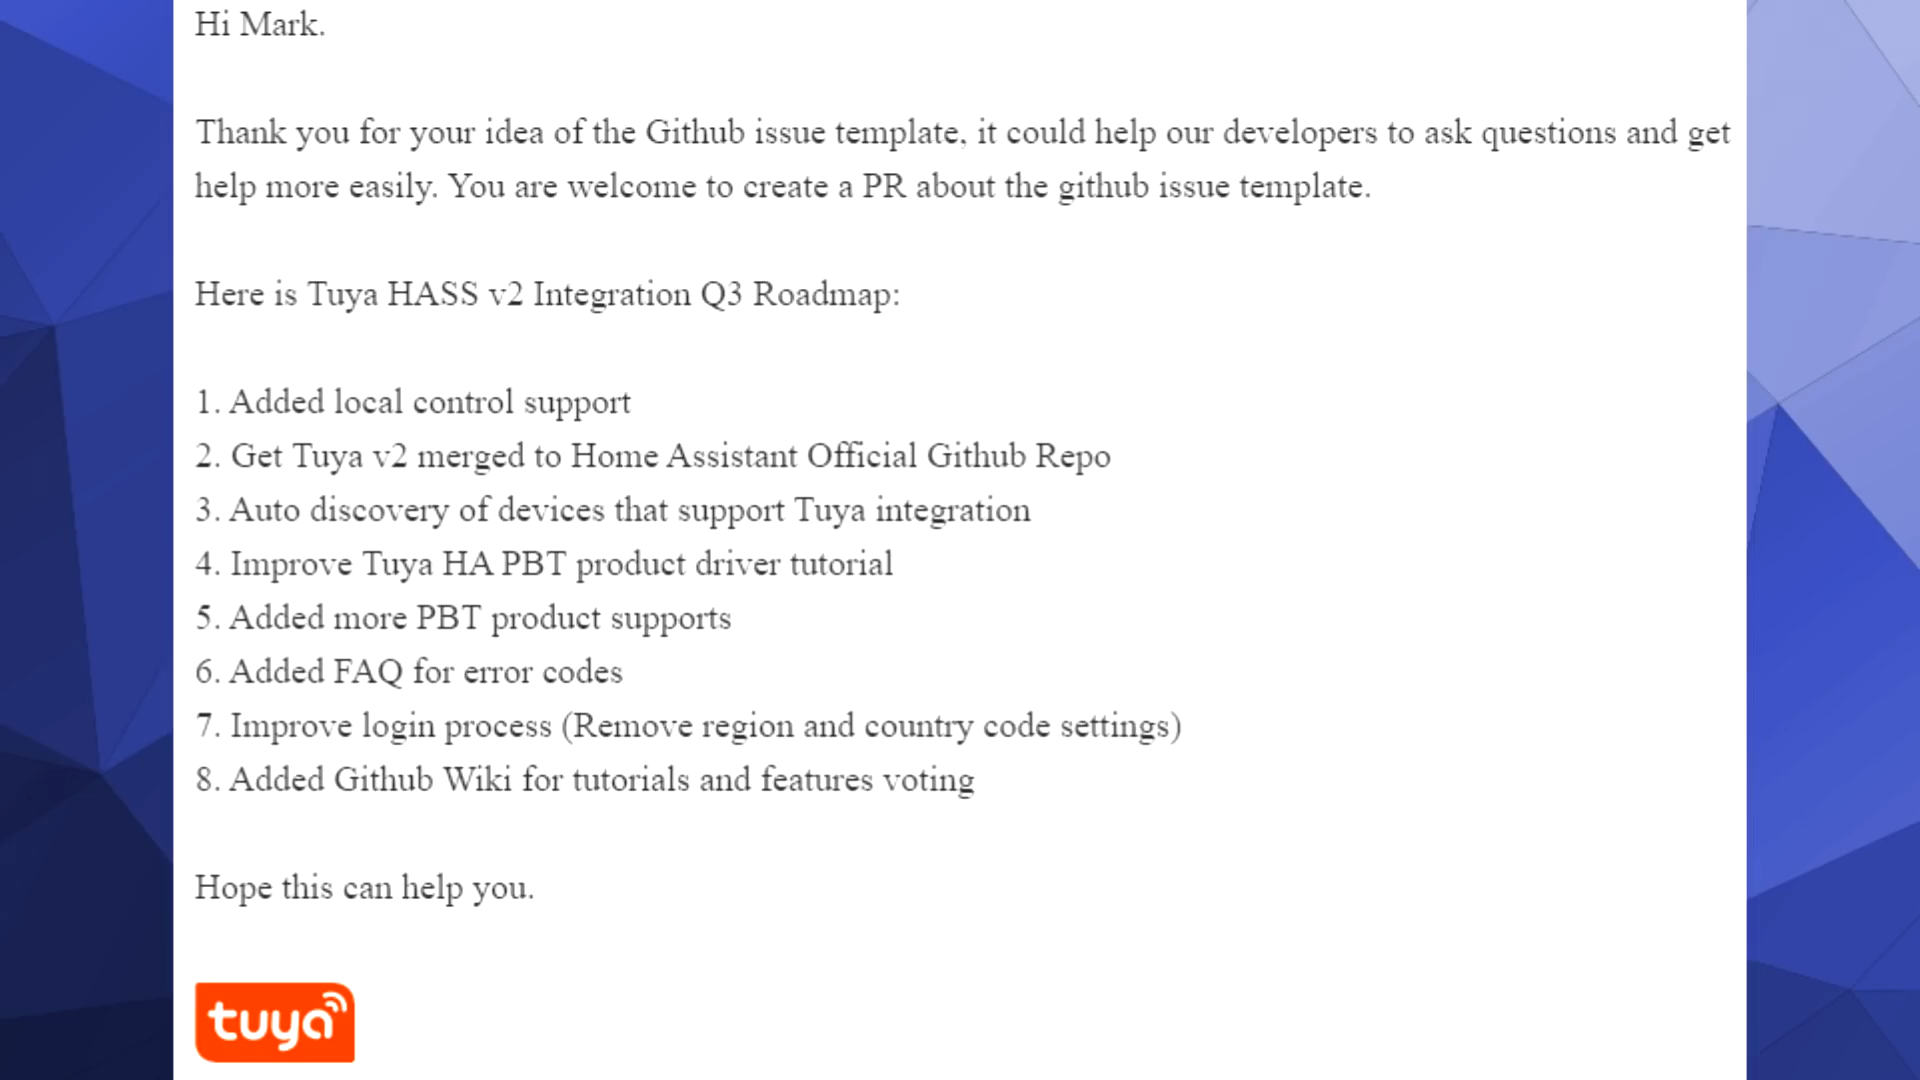 Hi Mark.
Thank you for your idea of the Github issue template, it could help our developers to ask questions and get
help more easily. You are welcome to create a PR about the github issue template.
Here is Tuya HASS v2 Integration Q3 Roadmap:
1. Added local control support
2. Get Tuya v2 merged to Home Assistant Official Github Repo
3. Auto discovery of devices that support Tuya integration
4. Improve Tuya HA PBT product driver tutorial
5. Added more PBT product supports
6. Added FAQ for error codes
7. Improve login process (Remove region and country code settings)
8. Added Github Wiki for tutorials and features voting
Hope this can help you.
tuya